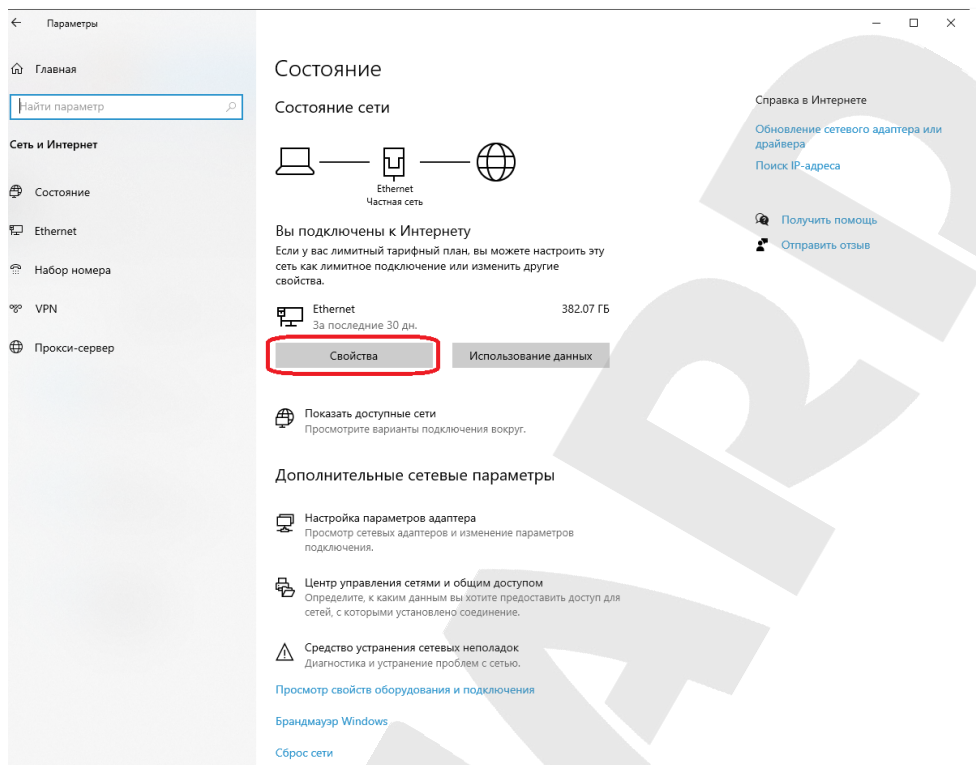 Параметры
Главная
Найти параметр
Сеть и Интернет
Состояние
Ethernet
Набор номера
VPN
Прокси-сервер
Состояние
Состояние сети
Ethernet
Частная сеть
Вы подключены к Интернету
Если у вас лимитный тарифный план, вы можете настроить эту
сеть как лимитное подключение или изменить другие
свойства.
Ethernet
382.07 ГБ
За последние 30 дн.
Свойства
Использование данных
Показать доступные сети
Просмотрите варианты подключения вокруг.
Дополнительные сетевые параметры
Настройка параметров адаптера
Просмотр сетевых адаптеров и изменение параметров
подключения.
Центр управления сетями и общим доступом
Определите, к каким данным вы хотите предоставить доступ для
сетей, с которыми установлено соединение.
Средство устранения сетевых неполадок
Диагностика и устранение проблем с сетью.
Просмотр свойств оборудования и подключения
Брандмауэр Windows
Сброс сети
Справка в Интернете
Обновление сетевого адаптера или
драйвера
Поиск IP-адреса
Получить помощь
Отправить отзыв